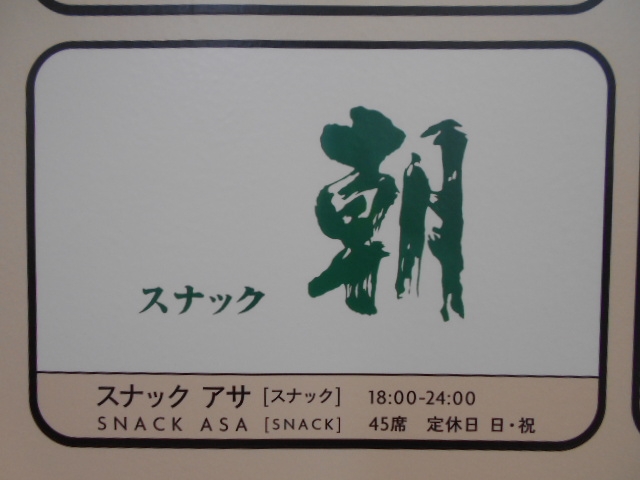 朝
スナック
スナック アサ [スナック] 18:00-24:00
SNACK ASA [SNACK] 45席 定休日 日・祝